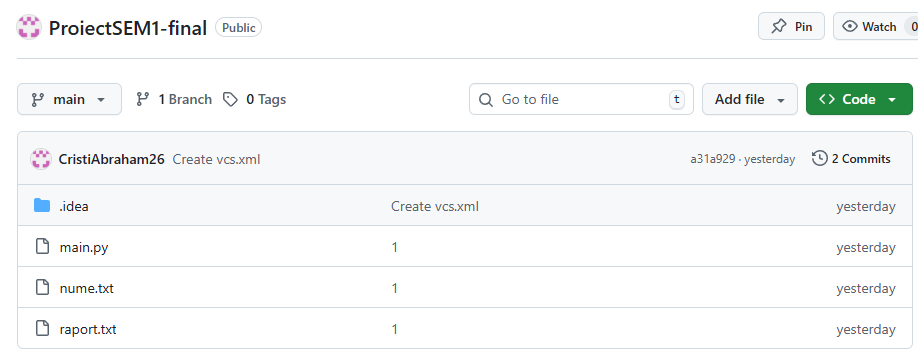 ProiectSEM1-final Public Pin Watch 0
main 1 Branch 0 Tags Go to file t Add file Code
CristiAbraham26 Create vcs.xml a31a929 · yesterday 2 Commits
.idea Create vcs.xml yesterday
main.py 1 yesterday
nume.txt 1 yesterday
raport.txt 1 yesterday